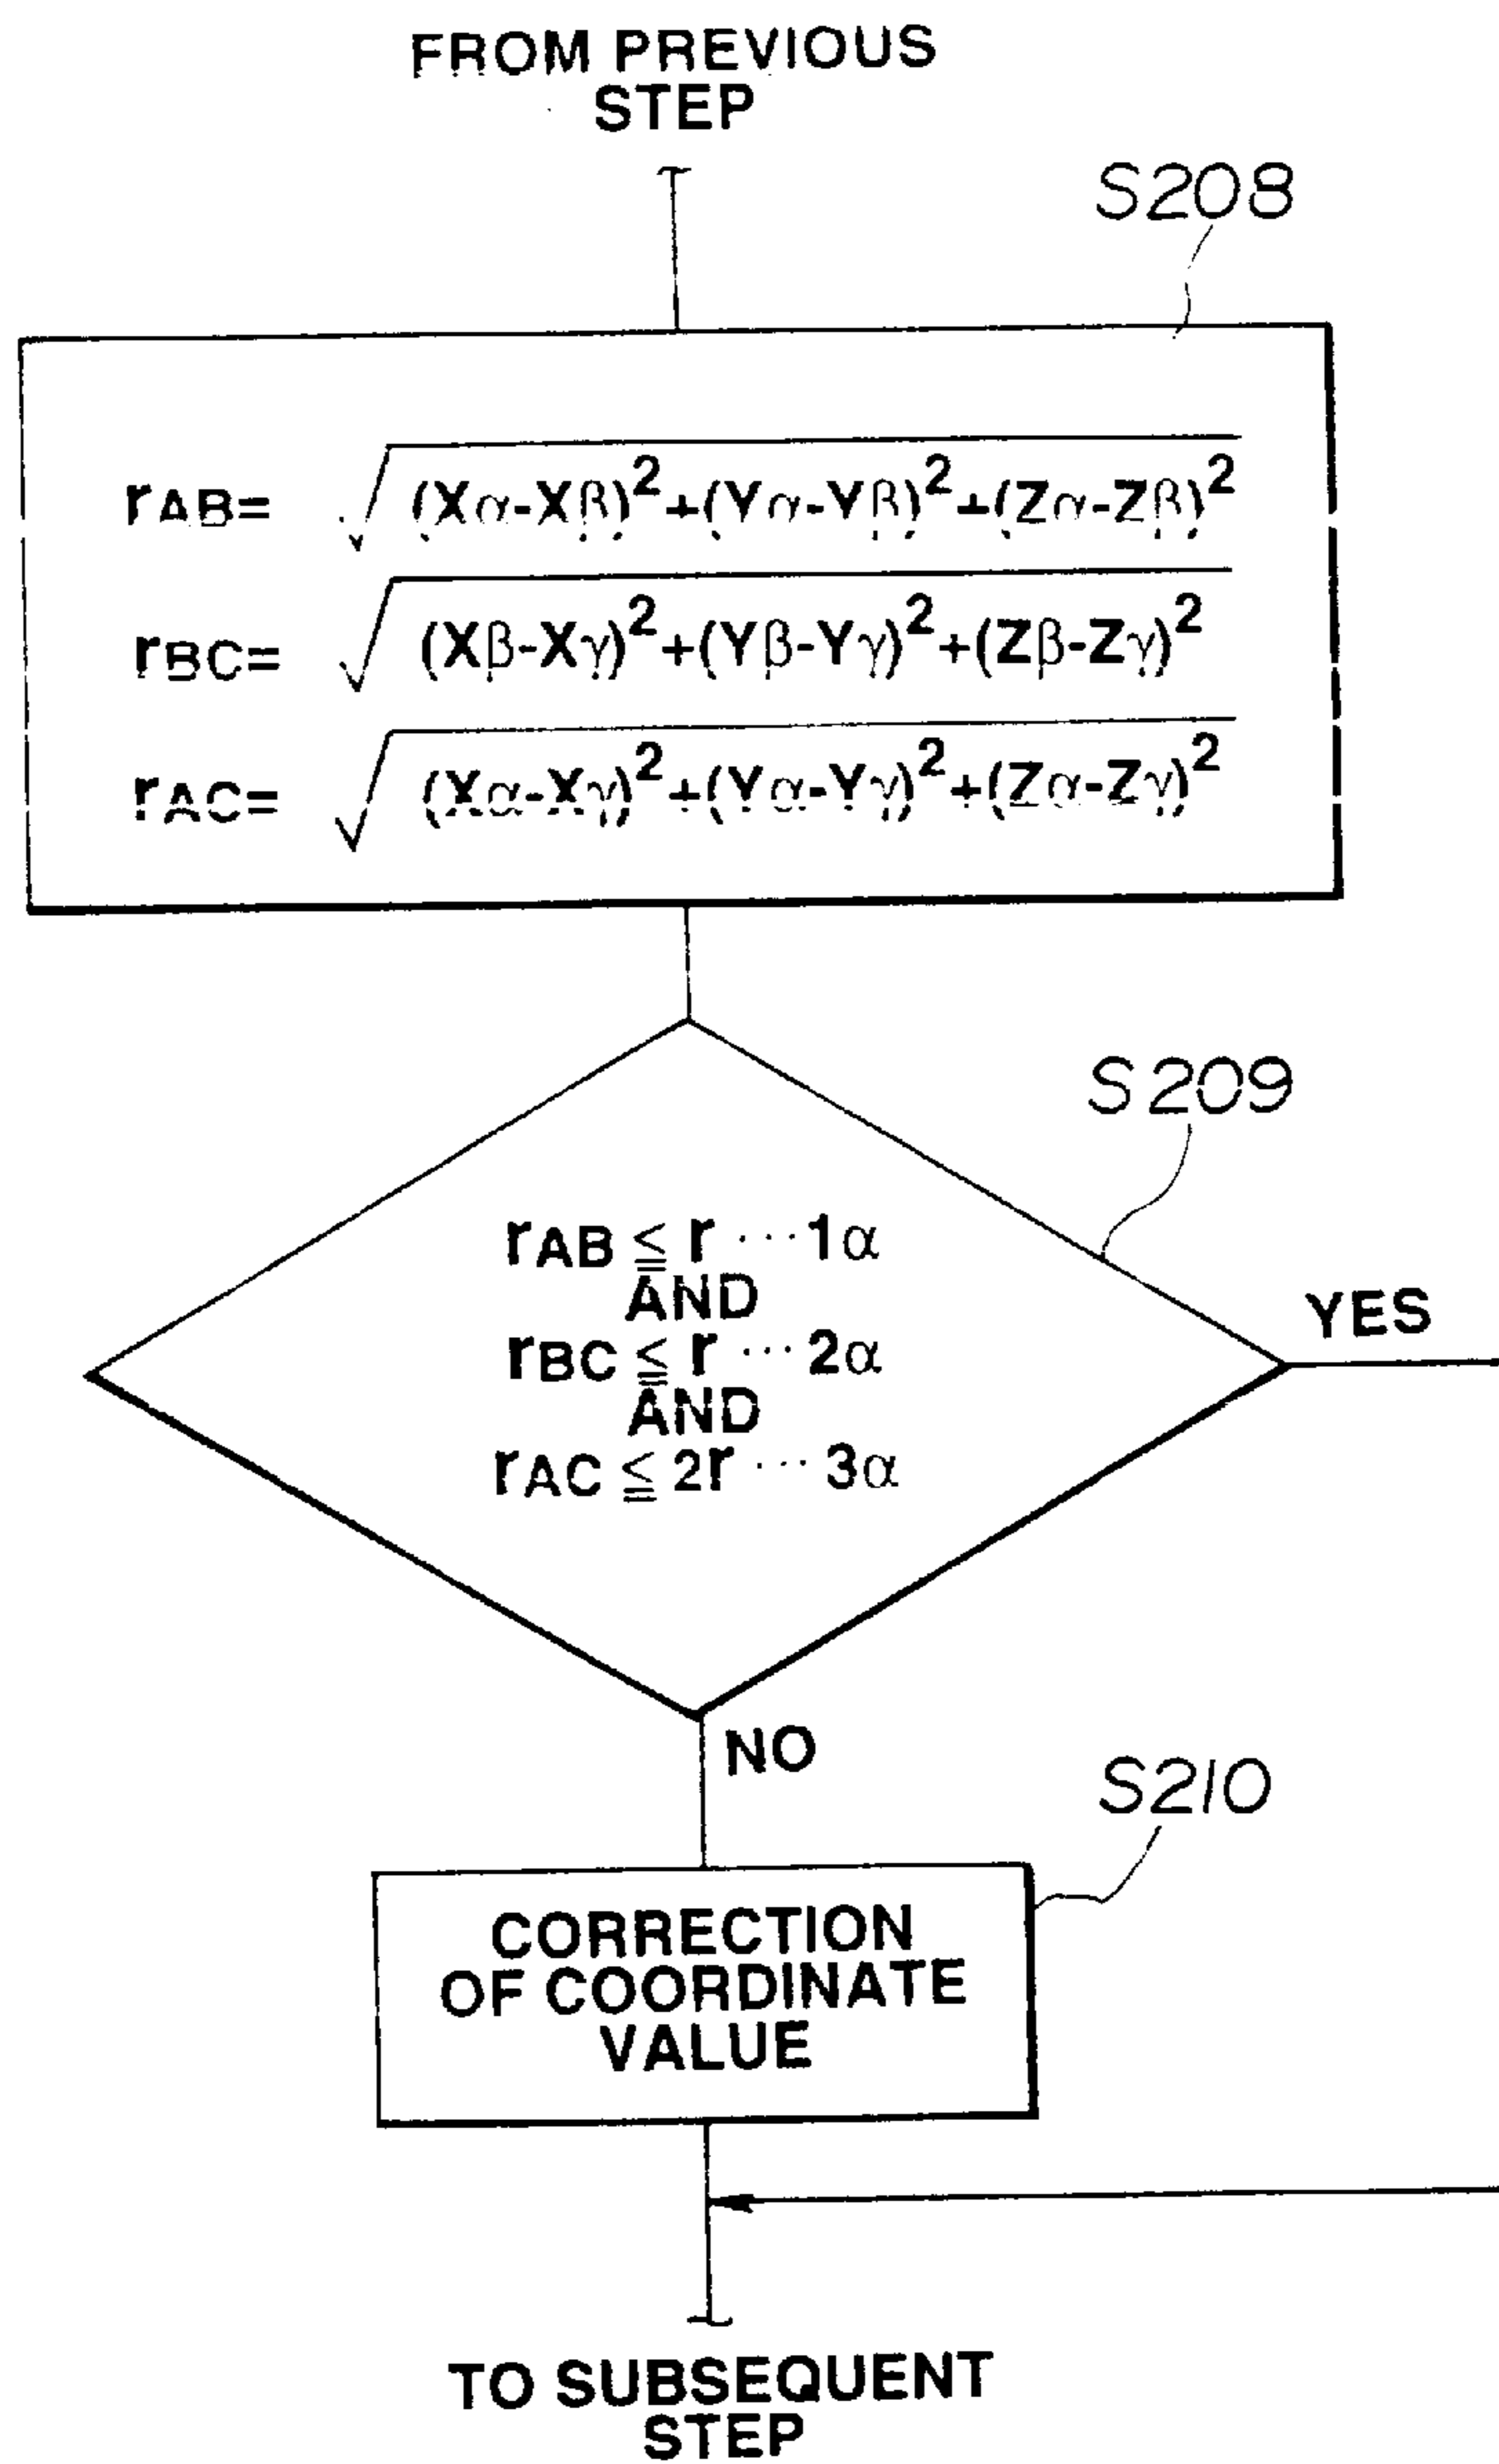 FROM PREVIOUS
STEP
S208
rAB= √(Xα-Xβ)²+(Yα-Yβ)²+(Zα-Zβ)²
rBC= √(Xβ-Xγ)²+(Yβ-Yγ)²+(Zβ-Zγ)²
rAC= √(Xα-Xγ)²+(Yα-Yγ)²+(Zα-Zγ)²
S209
rAB ≦ r ··· 1α
AND
rBC ≦ r ··· 2α
AND
rAC ≦ 2r ··· 3α
YES
NO
S210
CORRECTION
OF COORDINATE
VALUE
TO SUBSEQUENT
STEP